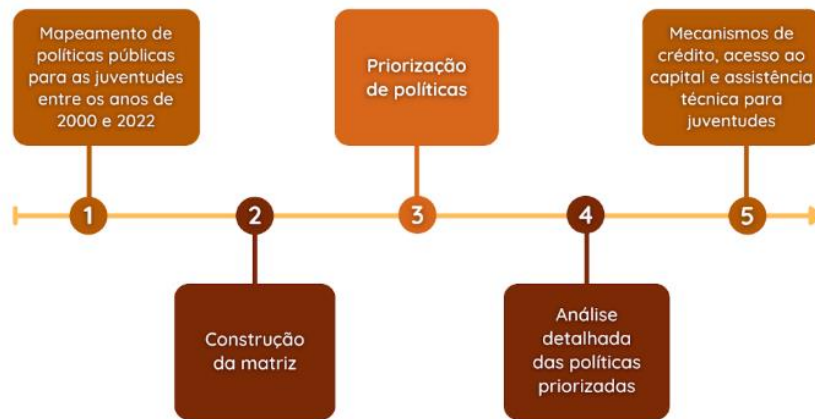 Mapeamento de
políticas públicas
para as juventudes
entre os anos de
2000 e 2022
1
Construção
da matriz
2
Priorização
de políticas
3
Análise
detalhada
das políticas
priorizadas
4
Mecanismos de
crédito, acesso ao
capital e assistência
técnica para
juventudes
5